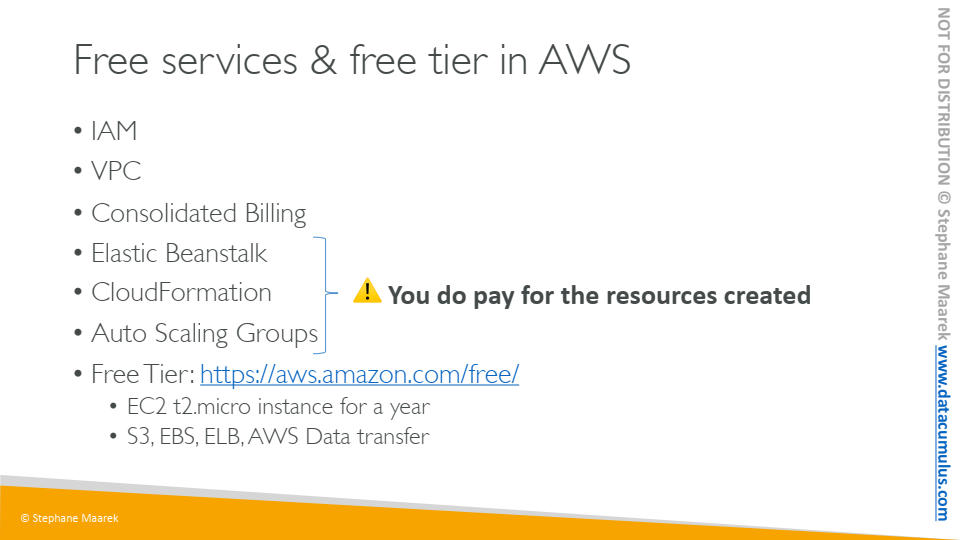 Free services & free tier in AWS
• IAM
• VPC
• Consolidated Billing
• Elastic Beanstalk
• CloudFormation
• Auto Scaling Groups
You do pay for the resources created
• Free Tier: https://aws.amazon.com/free/
• EC2 t2.micro instance for a year
• S3, EBS, ELB, AWS Data transfer
© Stephane Maarek
NOT FOR DISTRIBUTION © Stephane Maarek www.datacumulus.com